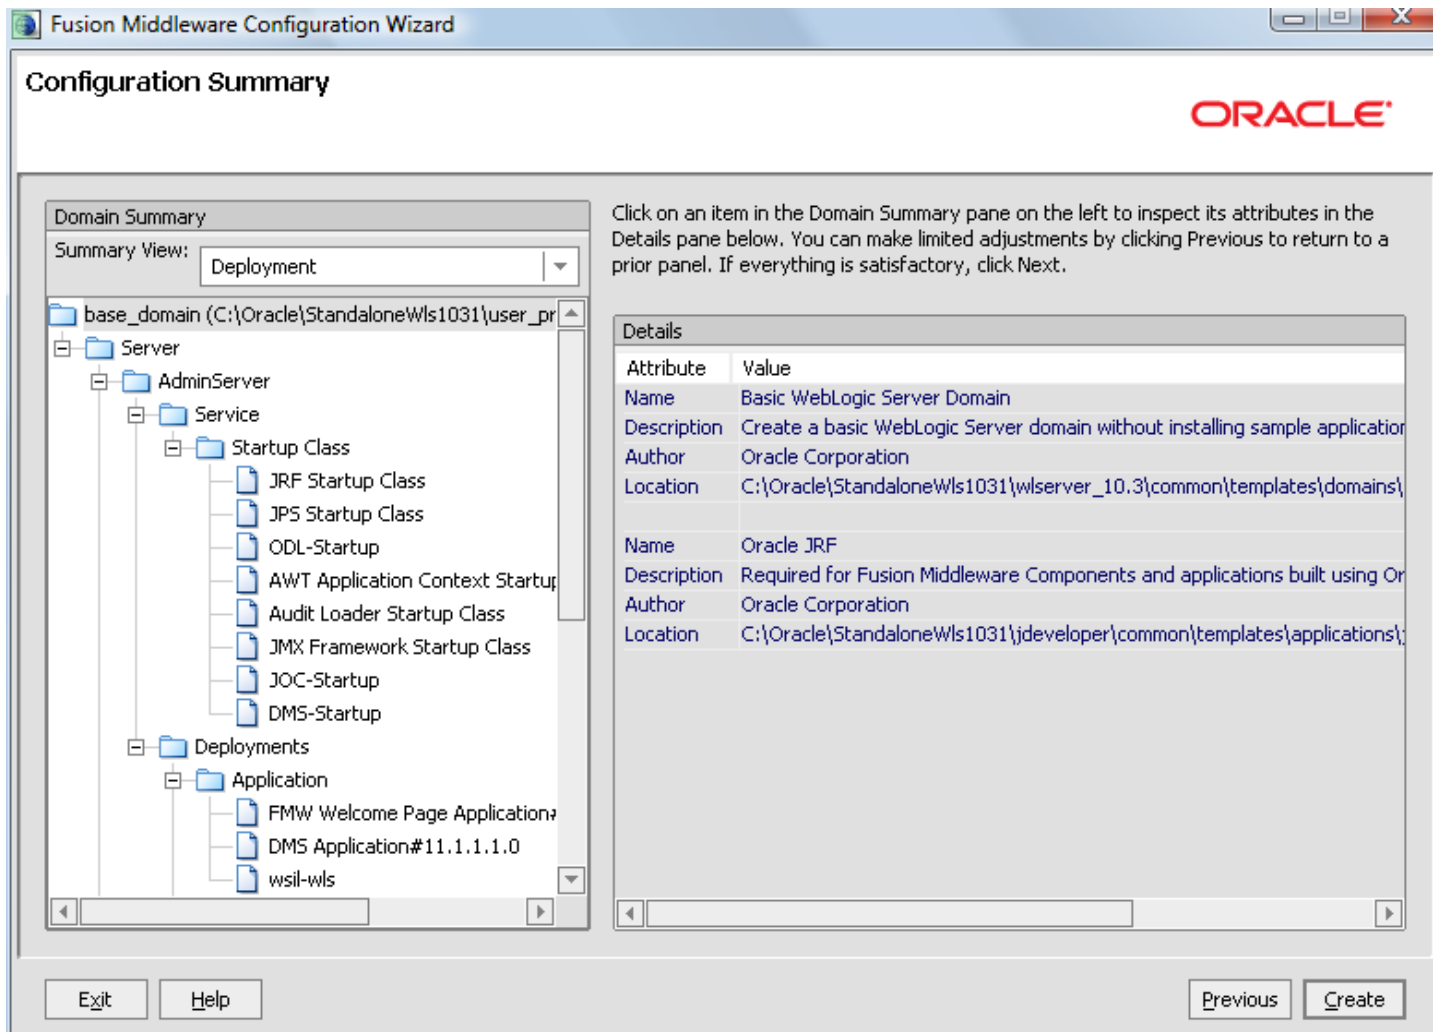 Fusion Middleware Configuration Wizard
Configuration Summary
ORACLE
Domain Summary
Summary View:
Deployment
base_domain (C:\Oracle\StandaloneWls1031\user_pr
Server
AdminServer
Service
Startup Class
JRF Startup Class
JPS Startup Class
ODL-Startup
AWT Application Context Startup
Audit Loader Startup Class
JMX Framework Startup Class
JOC-Startup
DMS-Startup
Deployments
Application
FMW Welcome Page Application#
DMS Application#11.1.1.1.0
wsil-wls
Click on an item in the Domain Summary pane on the left to inspect its attributes in the
Details pane below. You can make limited adjustments by clicking Previous to return to a
prior panel. If everything is satisfactory, click Next.
Details
Attribute Value
Name Basic WebLogic Server Domain
Description Create a basic WebLogic Server domain without installing sample application
Author Oracle Corporation
Location C:\Oracle\StandaloneWls1031\wlserver_10.3\common\templates\domains\
Name Oracle JRF
Description Required for Fusion Middleware Components and applications built using Or
Author Oracle Corporation
Location C:\Oracle\StandaloneWls1031\jdeveloper\common\templates\applications\
Exit Help Previous Create